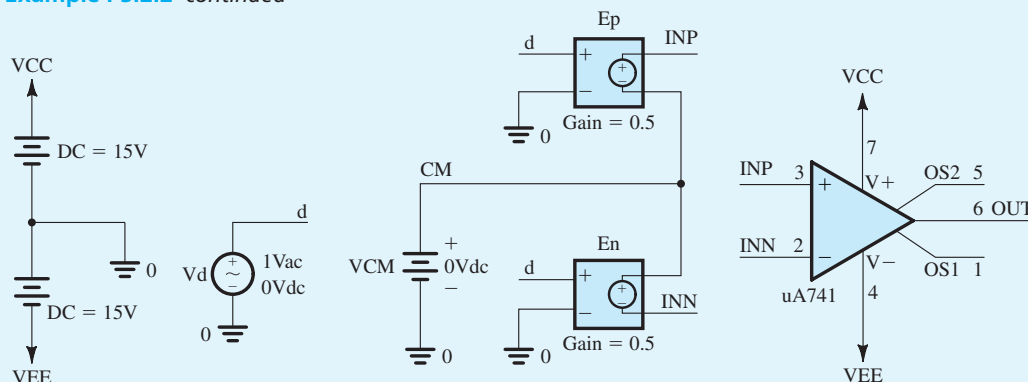 Example PS.2.2 continued
VCC
DC = 15V
0
DC = 15V
VEE
d
Vd
+
~
−
1Vac
0Vdc
0
CM
VCM
+
0Vdc
−
0
Ep
d
+
−
+
−
INP
0
Gain = 0.5
En
d
+
−
+
−
INN
0
Gain = 0.5
VCC
7
INP 3
+
V+
OS2 5
6 OUT
INN 2
−
V−
OS1 1
uA741
4
VEE